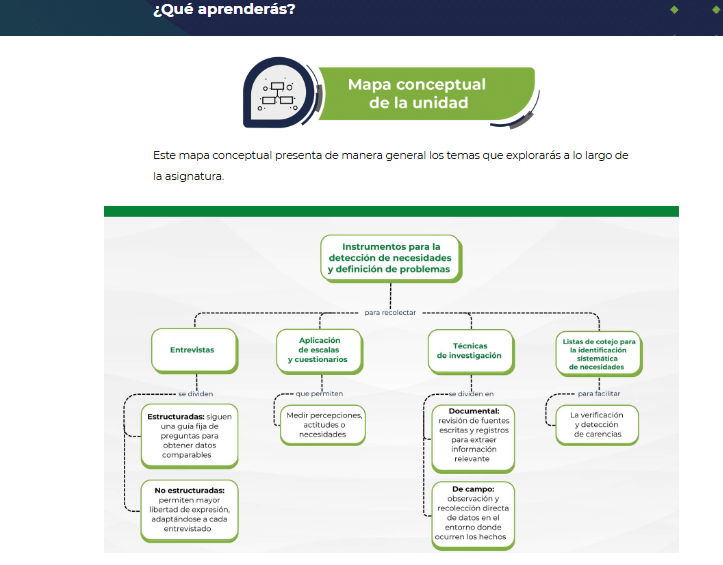 ¿Qué aprenderás?
Mapa conceptual
de la unidad
Este mapa conceptual presenta de manera general los temas que explorarás a lo largo de
la asignatura.
Instrumentos para la
detección de necesidades
y definición de problemas
para recolectar
Entrevistas
Aplicación
de escalas
y cuestionarios
Técnicas
de investigación
Listas de cotejo para
la identificación
sistemática
de necesidades
se dividen
que permiten
se dividen en
para facilitar
Estructuradas: siguen
una guía fija de
preguntas para
obtener datos
comparables
Medir percepciones,
actitudes o
necesidades
Documental:
revisión de fuentes
escritas y registros
para extraer
información
relevante
La verificación
y detección
de carencias
No estructuradas:
permiten mayor
libertad de expresión,
adaptándose a cada
entrevistado
De campo:
observación y
recolección directa
de datos en el
entorno donde
ocurren los hechos